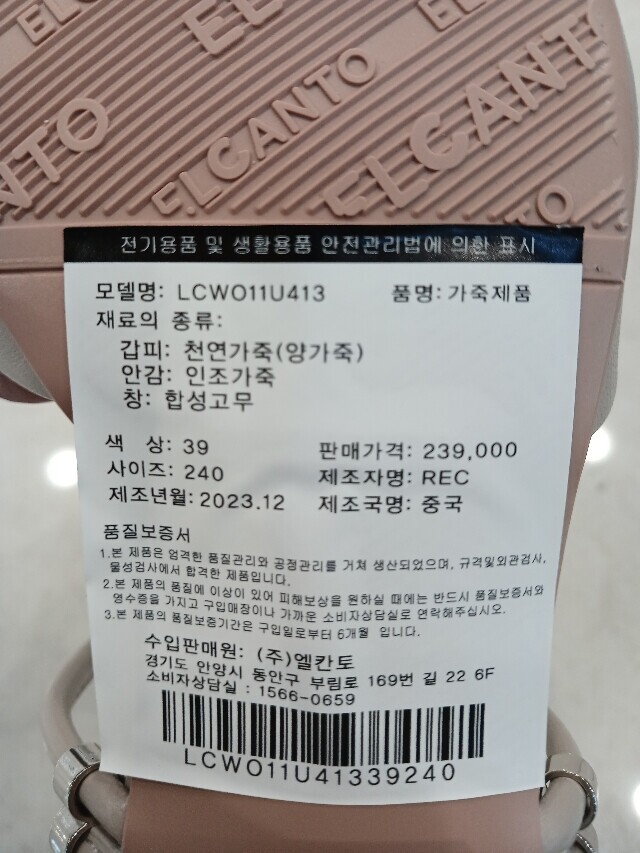 ELCANTO
ELCANTO
ELCANTO
전기용품 및 생활용품 안전관리법에 의한 표시
모델명: LCWO11U413 품명: 가죽제품
재료의 종류:
갑피: 천연가죽(양가죽)
안감: 인조가죽
창: 합성고무
색 상: 39 판매가격: 239,000
사이즈: 240 제조자명: REC
제조년월: 2023.12 제조국명: 중국
품질보증서
1.본 제품은 엄격한 품질관리와 공정관리를 거쳐 생산되었으며, 규격및외관검사,
물성검사에서 합격한 제품입니다.
2.본 제품의 품질에 이상이 있어 피해보상을 원하실 때에는 반드시 품질보증서와
영수증을 가지고 구입매장이나 가까운 소비자상담실로 연락해주십시오.
3.본 제품의 품질보증기간은 구입일로부터 6개월 입니다.
수입판매원: (주)엘칸토
경기도 안양시 동안구 부림로 169번 길 22 6F
소비자상담실 : 1566-0659
LCWO11U41339240